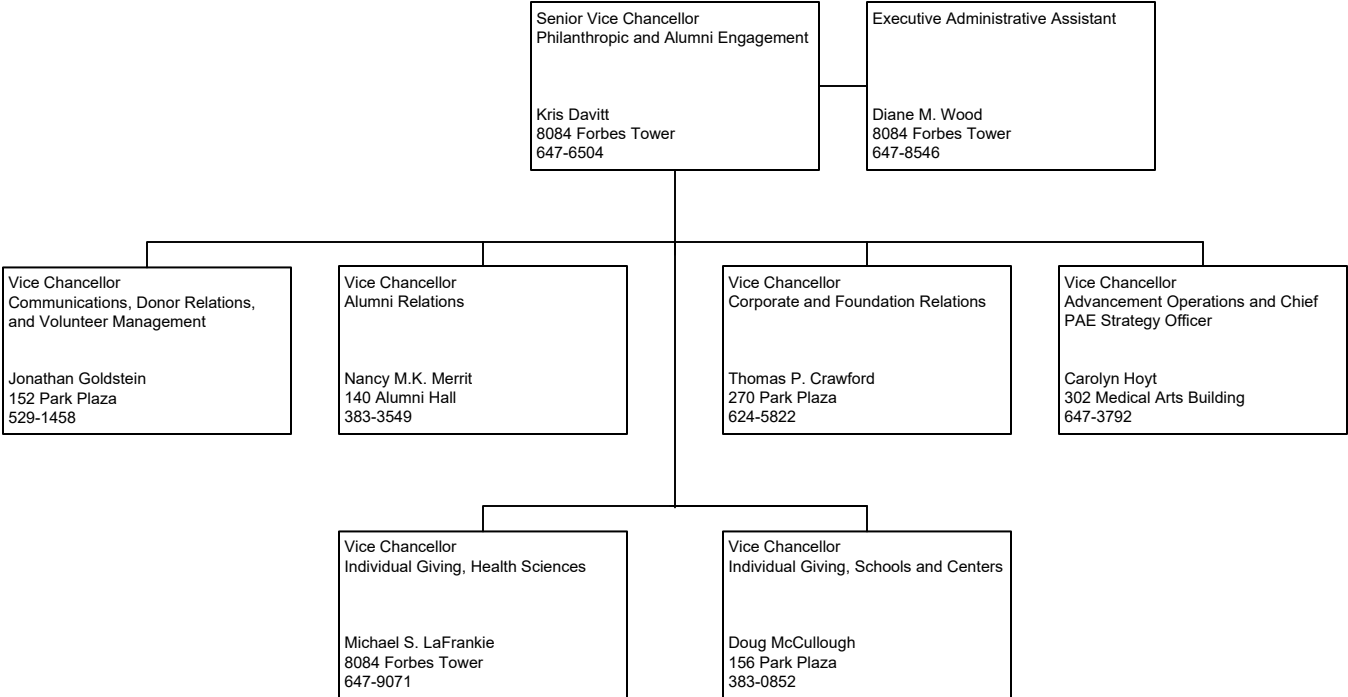 Senior Vice Chancellor
Philanthropic and Alumni Engagement
Kris Davitt
8084 Forbes Tower
647-6504
Executive Administrative Assistant
Diane M. Wood
8084 Forbes Tower
647-8546
Vice Chancellor
Communications, Donor Relations,
and Volunteer Management
Jonathan Goldstein
152 Park Plaza
529-1458
Vice Chancellor
Alumni Relations
Nancy M.K. Merrit
140 Alumni Hall
383-3549
Vice Chancellor
Corporate and Foundation Relations
Thomas P. Crawford
270 Park Plaza
624-5822
Vice Chancellor
Advancement Operations and Chief
PAE Strategy Officer
Carolyn Hoyt
302 Medical Arts Building
647-3792
Vice Chancellor
Individual Giving, Health Sciences
Michael S. LaFrankie
8084 Forbes Tower
647-9071
Vice Chancellor
Individual Giving, Schools and Centers
Doug McCullough
156 Park Plaza
383-0852